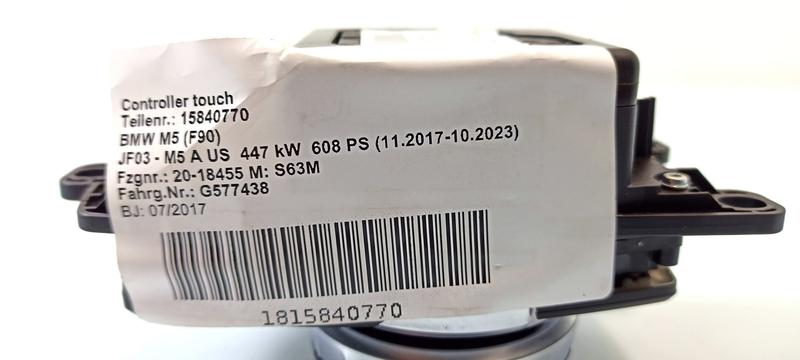 Controller touch
Teilenr.: 15840770
BMW M5 (F90)
JF03 - M5 A US 447 kW 608 PS (11.2017-10.2023)
Fzgnr.: 20-18455 M: S63M
Fahrg.Nr.: G577438
BJ: 07/2017
1815840770